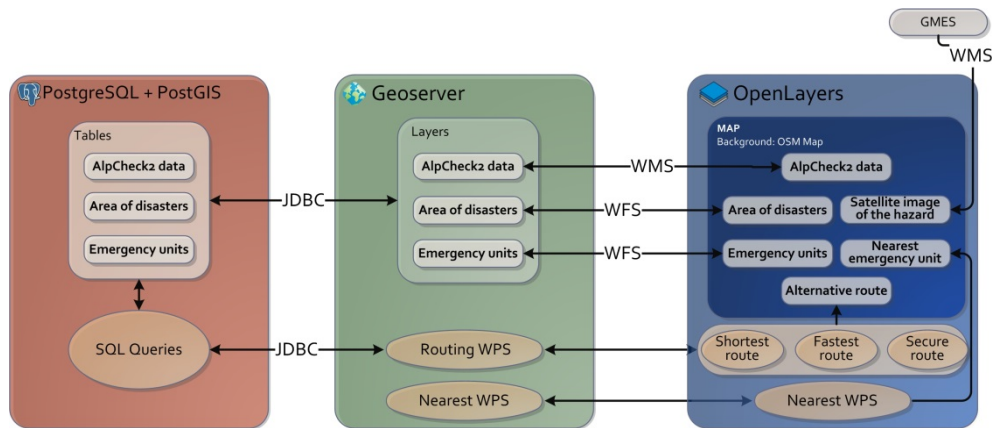 GMES
WMS
PostgreSQL + PostGIS
Tables
AlpCheck2 data
Area of disasters
Emergency units
SQL Queries
JDBC
JDBC
Geoserver
Layers
AlpCheck2 data
Area of disasters
Emergency units
Routing WPS
Nearest WPS
WMS
WFS
WFS
OpenLayers
MAP
Background: OSM Map
AlpCheck2 data
Area of disasters
Satellite image
of the hazard
Emergency units
Nearest
emergency unit
Alternative route
Shortest
route
Fastest
route
Secure
route
Nearest WPS